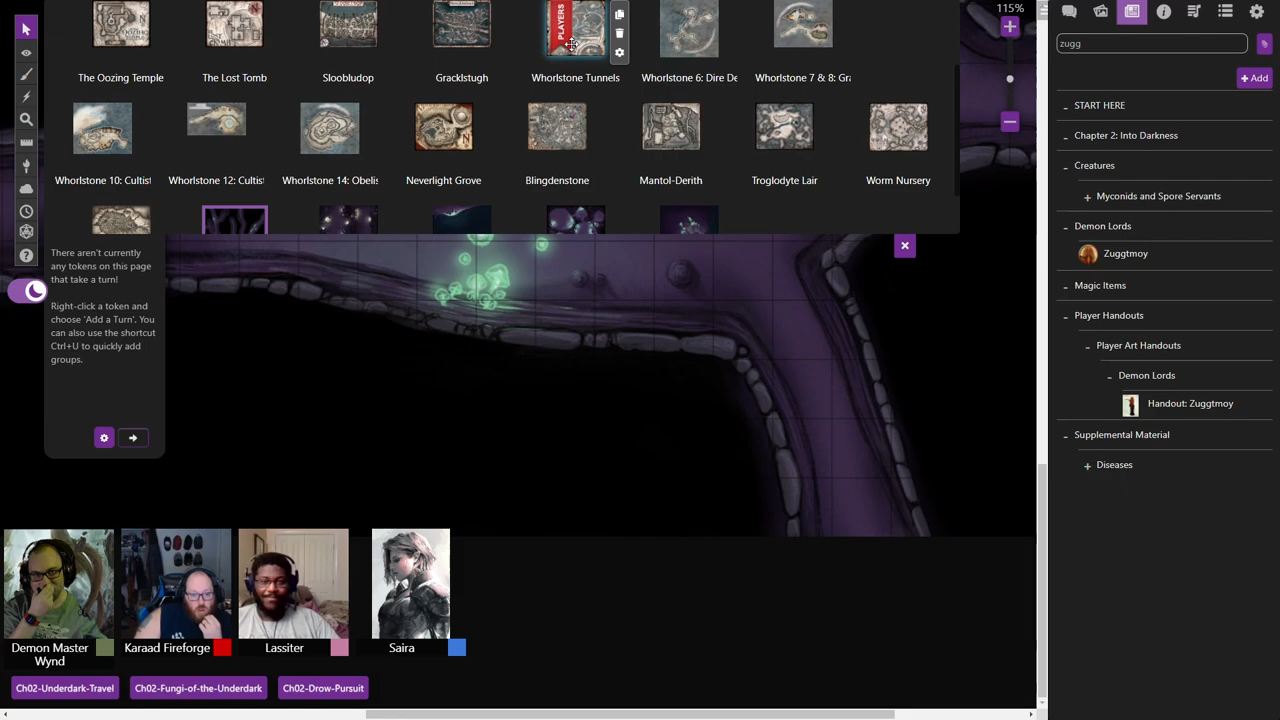 115%
zugg
PLAYERS
The Oozing Temple
The Lost Tomb
Sloobludop
Gracklstugh
Whorlstone Tunnels
Whorlstone 6: Dire De
Whorlstone 7 & 8: Gra
+ Add
START HERE
Chapter 2: Into Darkness
Creatures
Myconids and Spore Servants
Demon Lords
Zuggtmoy
Magic Items
Player Handouts
Player Art Handouts
Demon Lords
Handout: Zuggtmoy
Supplemental Material
Diseases
Whorlstone 10: Cultist
Whorlstone 12: Cultist
Whorlstone 14: Obelis
Neverlight Grove
Blingdenstone
Mantol-Derith
Troglodyte Lair
Worm Nursery
There aren't currently
any tokens on this page
that take a turn!
Right-click a token and
choose 'Add a Turn'. You
can also use the shortcut
Ctrl+U to quickly add
groups.
Demon Master
Wynd
Karaad Fireforge
Lassiter
Saira
Ch02-Underdark-Travel
Ch02-Fungi-of-the-Underdark
Ch02-Drow-Pursuit